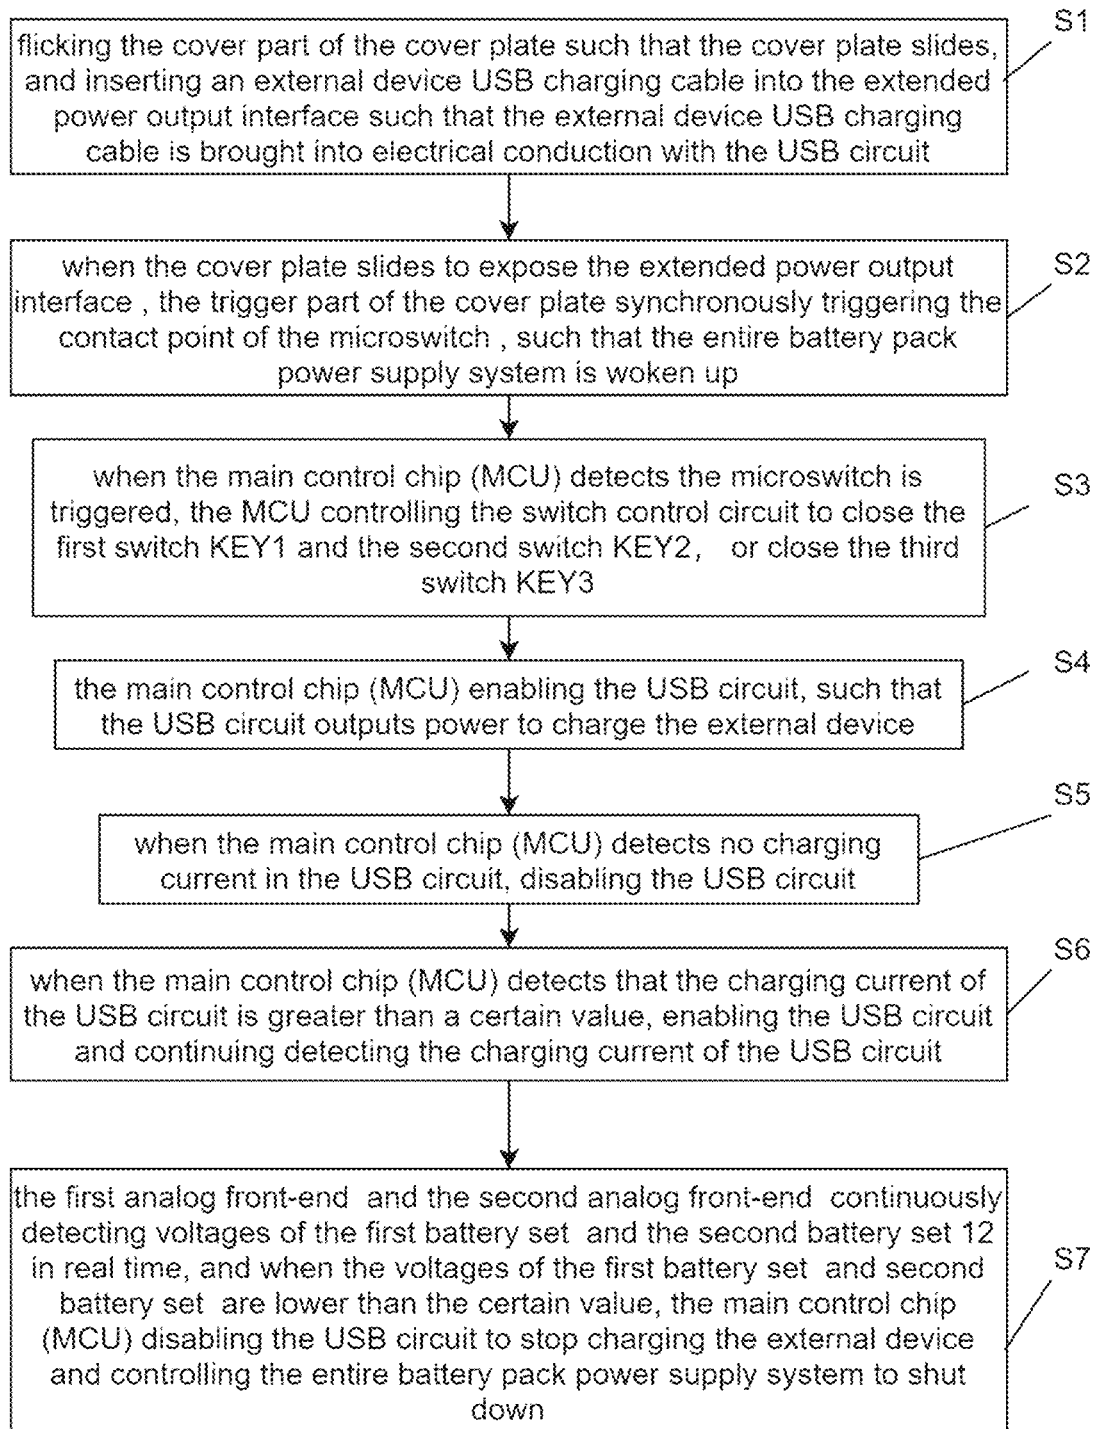 S1
flicking the cover part of the cover plate such that the cover plate slides,
and inserting an external device USB charging cable into the extended
power output interface such that the external device USB charging
cable is brought into electrical conduction with the USB circuit
S2
when the cover plate slides to expose the extended power output
interface , the trigger part of the cover plate synchronously triggering the
contact point of the microswitch , such that the entire battery pack
power supply system is woken up
S3
when the main control chip (MCU) detects the microswitch is
triggered, the MCU controlling the switch control circuit to close the
first switch KEY1 and the second switch KEY2, or close the third
switch KEY3
S4
the main control chip (MCU) enabling the USB circuit, such that
the USB circuit outputs power to charge the external device
S5
when the main control chip (MCU) detects no charging
current in the USB circuit, disabling the USB circuit
S6
when the main control chip (MCU) detects that the charging current of
the USB circuit is greater than a certain value, enabling the USB circuit
and continuing detecting the charging current of the USB circuit
S7
the first analog front-end and the second analog front-end continuously
detecting voltages of the first battery set and the second battery set 12
in real time, and when the voltages of the first battery set and second
battery set are lower than the certain value, the main control chip
(MCU) disabling the USB circuit to stop charging the external device
and controlling the entire battery pack power supply system to shut
down